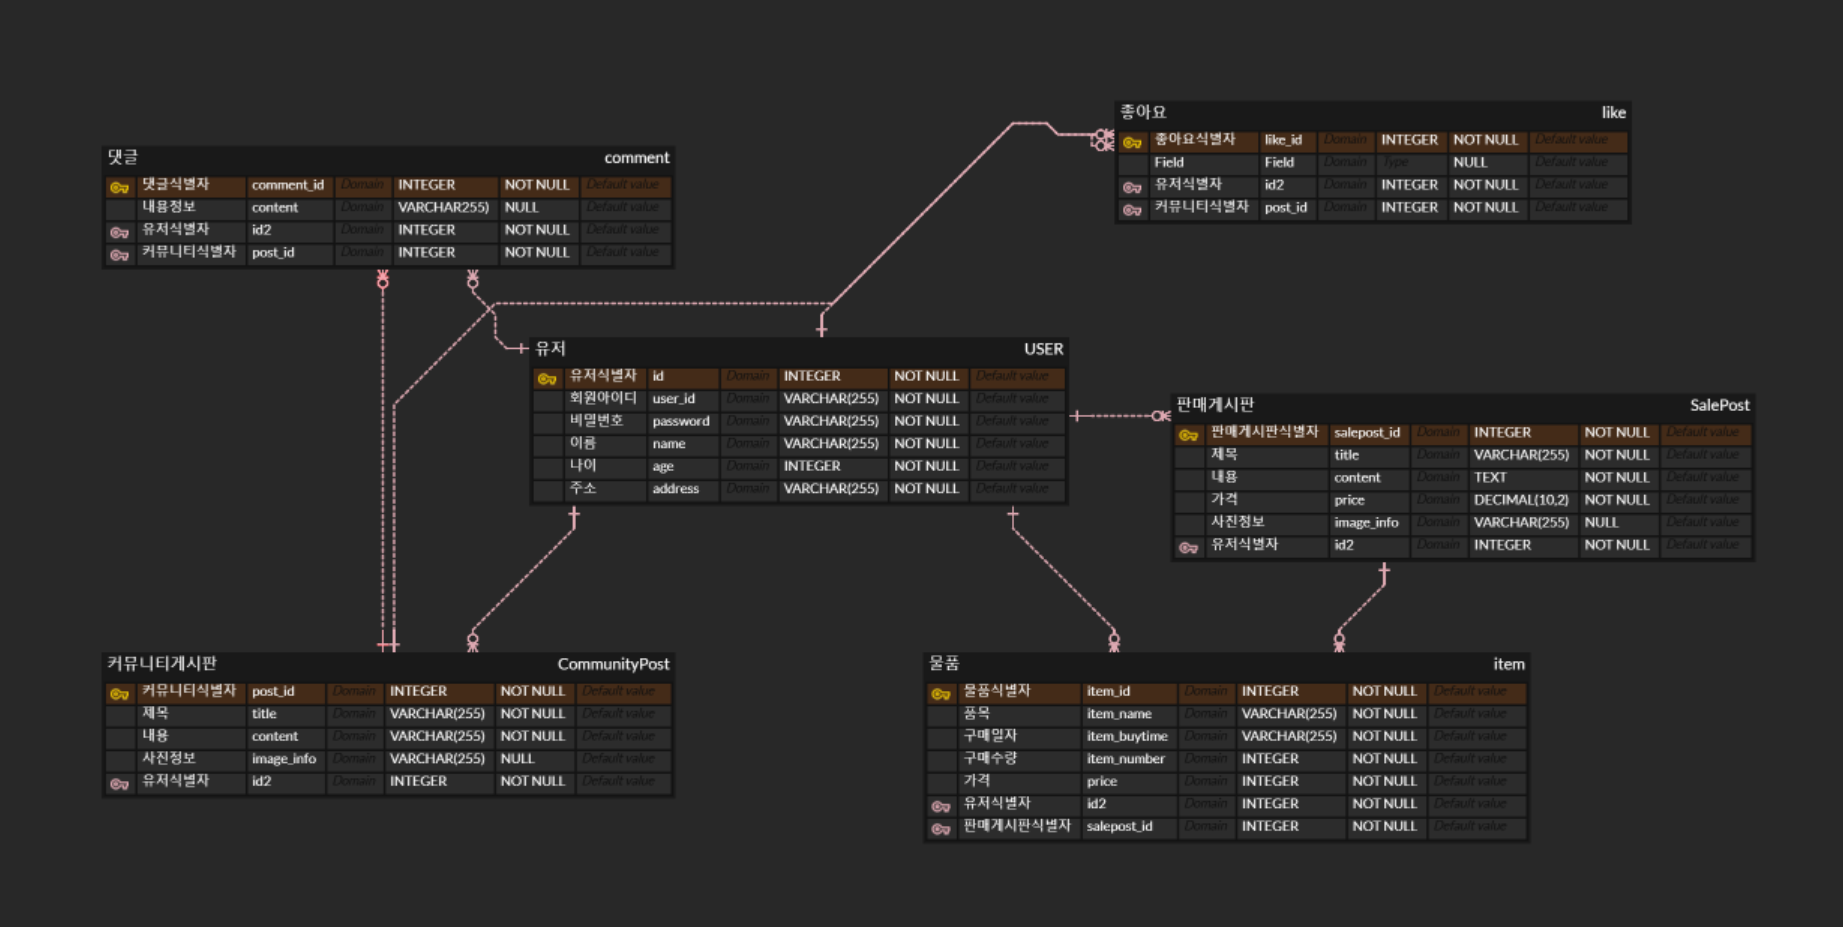 댓글 comment
댓글식별자 comment_id Domain INTEGER NOT NULL Default value
내용정보 content Domain VARCHAR255) NULL Default value
유저식별자 id2 Domain INTEGER NOT NULL Default value
커뮤니티식별자 post_id Domain INTEGER NOT NULL Default value
좋아요 like
좋아요식별자 like_id Domain INTEGER NOT NULL Default value
Field Field Domain Type NULL Default value
유저식별자 id2 Domain INTEGER NOT NULL Default value
커뮤니티식별자 post_id Domain INTEGER NOT NULL Default value
유저 USER
유저식별자 id Domain INTEGER NOT NULL Default value
회원아이디 user_id Domain VARCHAR(255) NOT NULL Default value
비밀번호 password Domain VARCHAR(255) NOT NULL Default value
이름 name Domain VARCHAR(255) NOT NULL Default value
나이 age Domain INTEGER NOT NULL Default value
주소 address Domain VARCHAR(255) NOT NULL Default value
판매게시판 SalePost
판매게시판식별자 salepost_id Domain INTEGER NOT NULL Default value
제목 title Domain VARCHAR(255) NOT NULL Default value
내용 content Domain TEXT NOT NULL Default value
가격 price Domain DECIMAL(10,2) NOT NULL Default value
사진정보 image_info Domain VARCHAR(255) NULL Default value
유저식별자 id2 Domain INTEGER NOT NULL Default value
커뮤니티게시판 CommunityPost
커뮤니티식별자 post_id Domain INTEGER NOT NULL Default value
제목 title Domain VARCHAR(255) NOT NULL Default value
내용 content Domain VARCHAR(255) NOT NULL Default value
사진정보 image_info Domain VARCHAR(255) NULL Default value
유저식별자 id2 Domain INTEGER NOT NULL Default value
물품 item
물품식별자 item_id Domain INTEGER NOT NULL Default value
품목 item_name Domain VARCHAR(255) NOT NULL Default value
구매일자 item_buytime Domain VARCHAR(255) NOT NULL Default value
구매수량 item_number Domain INTEGER NOT NULL Default value
가격 price Domain INTEGER NOT NULL Default value
유저식별자 id2 Domain INTEGER NOT NULL Default value
판매게시판식별자 salepost_id Domain INTEGER NOT NULL Default value